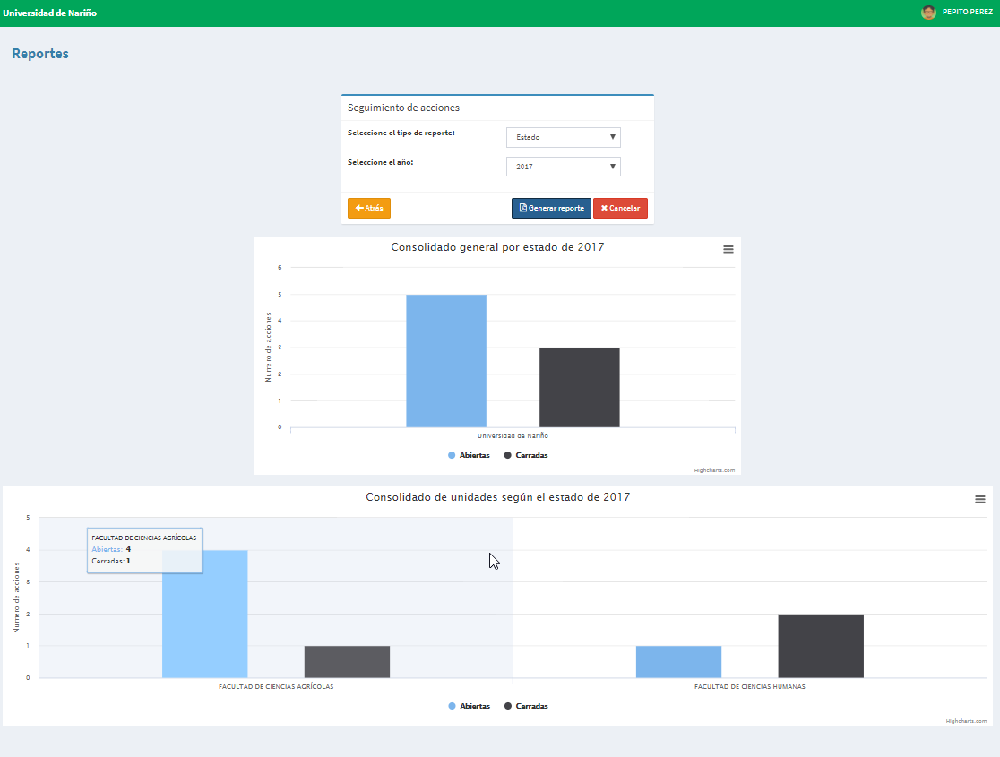 Universidad de Nariño
PEPITO PEREZ
Reportes
Seguimiento de acciones
Seleccione el tipo de reporte:
Estado
Seleccione el año:
2017
Atrás
Generar reporte
Cancelar
Consolidado general por estado de 2017
Numero de acciones
6
5
4
3
2
1
0
Universidad de Nariño
Abiertas
Cerradas
Highcharts.com
Consolidado de unidades según el estado de 2017
Numero de acciones
5
4
3
2
1
0
FACULTAD DE CIENCIAS AGRÍCOLAS
Abiertas: 4
Cerradas: 1
FACULTAD DE CIENCIAS AGRÍCOLAS
FACULTAD DE CIENCIAS HUMANAS
Abiertas
Cerradas
Highcharts.com